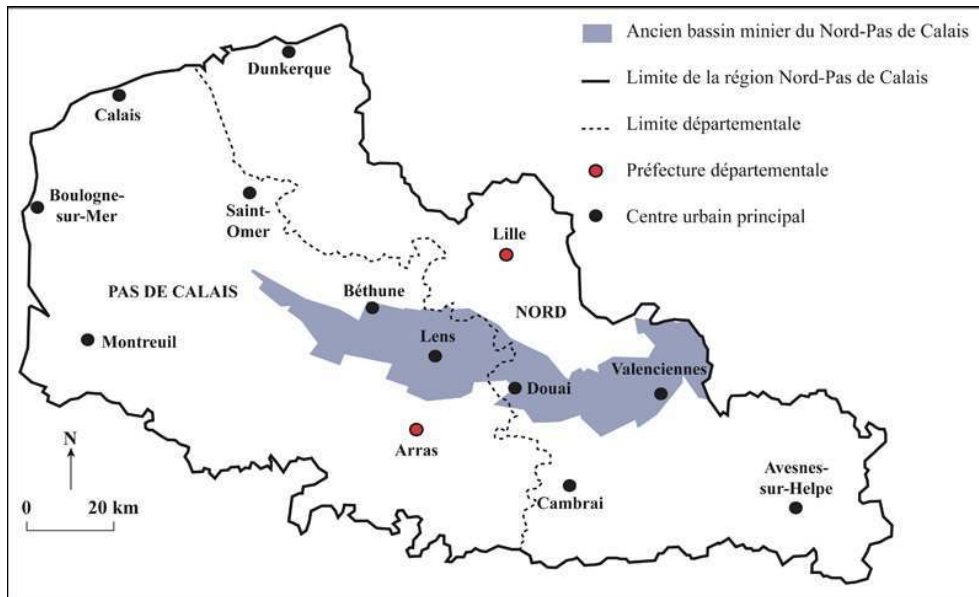 Ancien bassin minier du Nord-Pas de Calais
Limite de la région Nord-Pas de Calais
Limite départementale
Préfecture départementale
Centre urbain principal
Dunkerque
Calais
Boulogne-
sur-Mer
Saint-
Omer
Lille
PAS DE CALAIS
Béthune
NORD
Montreuil
Lens
Douai
Valenciennes
Arras
N
0 20 km
Cambrai
Avesnes-
sur-Helpe